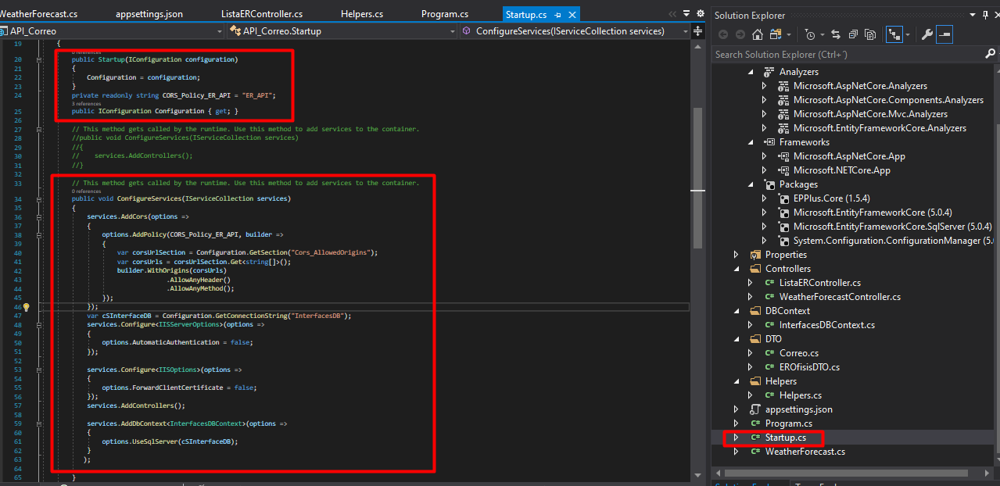 WeatherForecast.cs appsettings.json ListaERController.cs Helpers.cs Program.cs Startup.cs
API_Correo API_Correo.Startup ConfigureServices(IServiceCollection services)
19 {
0 references
20 public Startup(IConfiguration configuration)
21 {
22 Configuration = configuration;
23 }
24 private readonly string CORS_Policy_ER_API = "ER_API";
3 references
25 public IConfiguration Configuration { get; }
26
27 // This method gets called by the runtime. Use this method to add services to the container.
28 //public void ConfigureServices(IServiceCollection services)
29 //{
30 // services.AddControllers();
31 //}
32
33 // This method gets called by the runtime. Use this method to add services to the container.
0 references
34 public void ConfigureServices(IServiceCollection services)
35 {
36 services.AddCors(options =>
37 {
38 options.AddPolicy(CORS_Policy_ER_API, builder =>
39 {
40 var corsUrlSection = Configuration.GetSection("Cors_AllowedOrigins");
41 var corsUrls = corsUrlSection.Get<string[]>();
42 builder.WithOrigins(corsUrls)
43 .AllowAnyHeader()
44 .AllowAnyMethod();
45 });
46 });
47 var cSInterfaceDB = Configuration.GetConnectionString("InterfacesDB");
48 services.Configure<IISServerOptions>(options =>
49 {
50 options.AutomaticAuthentication = false;
51 });
52
53 services.Configure<IISOptions>(options =>
54 {
55 options.ForwardClientCertificate = false;
56 });
57 services.AddControllers();
58
59 services.AddDbContext<InterfacesDBContext>(options =>
60 {
61 options.UseSqlServer(cSInterfaceDB);
62 }
63 );
64
65 }
Solution Explorer
Search Solution Explorer (Ctrl+´)
Analyzers
Microsoft.AspNetCore.Analyzers
Microsoft.AspNetCore.Components.Analyzers
Microsoft.AspNetCore.Mvc.Analyzers
Microsoft.EntityFrameworkCore.Analyzers
Frameworks
Microsoft.AspNetCore.App
Microsoft.NETCore.App
Packages
EPPlus.Core (1.5.4)
Microsoft.EntityFrameworkCore (5.0.4)
Microsoft.EntityFrameworkCore.SqlServer (5.0.4)
System.Configuration.ConfigurationManager (5.
Properties
Controllers
C# ListaERController.cs
C# WeatherForecastController.cs
DBContext
C# InterfacesDBContext.cs
DTO
C# Correo.cs
C# EROfisisDTO.cs
Helpers
C# Helpers.cs
appsettings.json
C# Program.cs
C# Startup.cs
C# WeatherForecast.cs